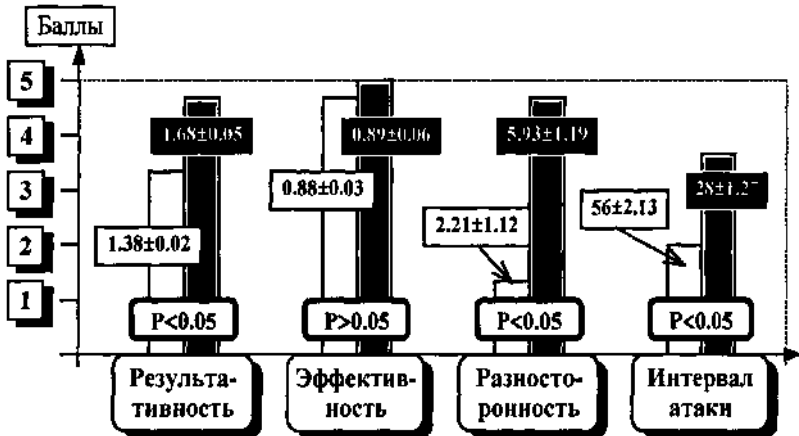 Баллы
5
4
3
2
1
1.68±0.05
0.89±0.06
5.93±1.19
28±1.27
0.88±0.03
2.21±1.12
56±2.13
1.38±0.02
P<0.05
P>0.05
P<0.05
P<0.05
Результа-
тивность
Эффектив-
ность
Разносто-
ронность
Интервал
атаки